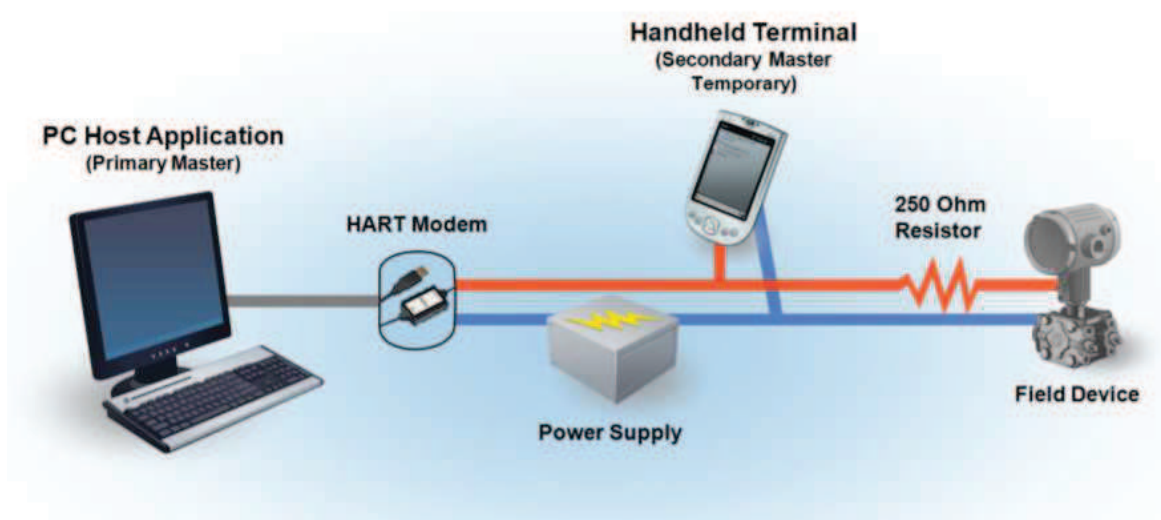 Handheld Terminal
(Secondary Master
Temporary)
PC Host Application
(Primary Master)
HART Modem
250 Ohm
Resistor
Field Device
Power Supply